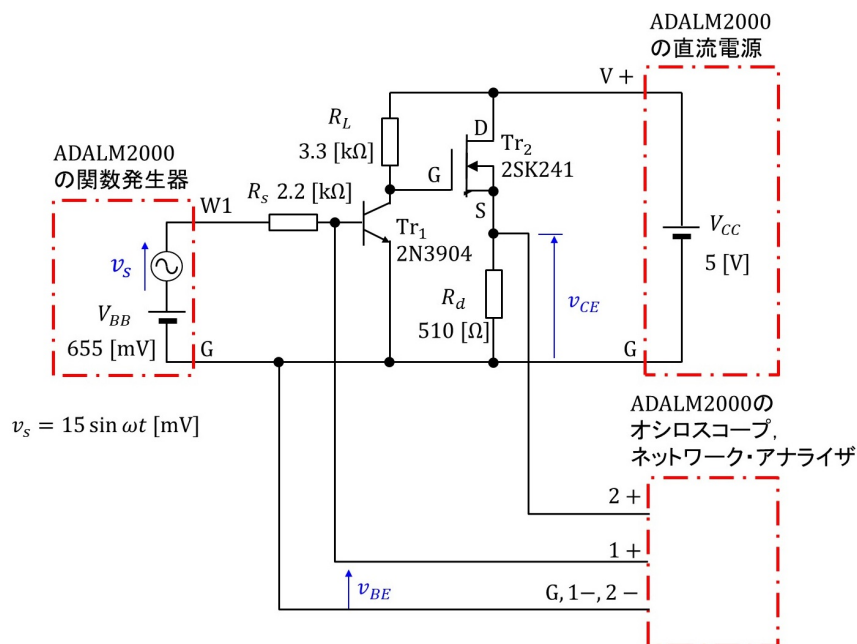 ADALM2000
の直流電源
V +
R_L
3.3 [kΩ]
D
Tr₂
2SK241
G
S
ADALM2000
の関数発生器
R_s 2.2 [kΩ]
W1
Tr₁
2N3904
v_s
V_BB
655 [mV]
G
R_d
510 [Ω]
v_CE
V_CC
5 [V]
G
v_s = 15 sin ωt [mV]
ADALM2000の
オシロスコープ,
ネットワーク・アナライザ
2 +
1 +
v_BE
G, 1−, 2 −